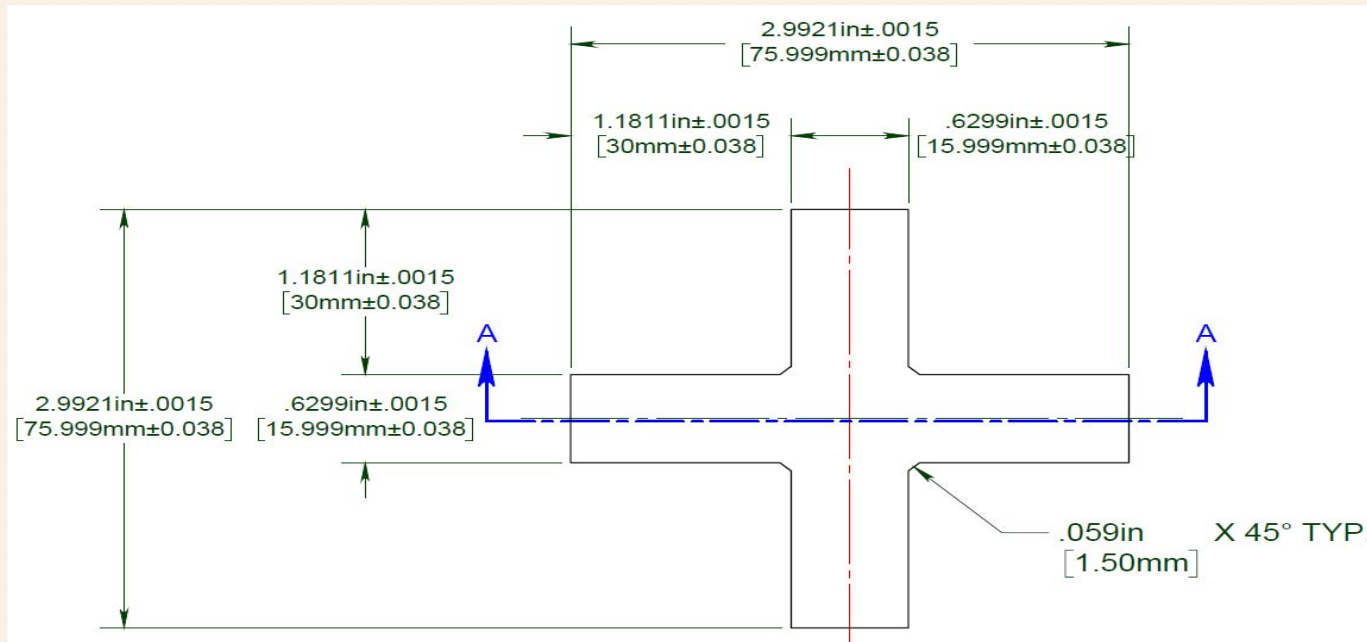 2.9921in±.0015
[75.999mm±0.038]
1.1811in±.0015
[30mm±0.038]
.6299in±.0015
[15.999mm±0.038]
1.1811in±.0015
[30mm±0.038]
A
A
2.9921in±.0015
[75.999mm±0.038]
.6299in±.0015
[15.999mm±0.038]
.059in X 45° TYP.
[1.50mm]